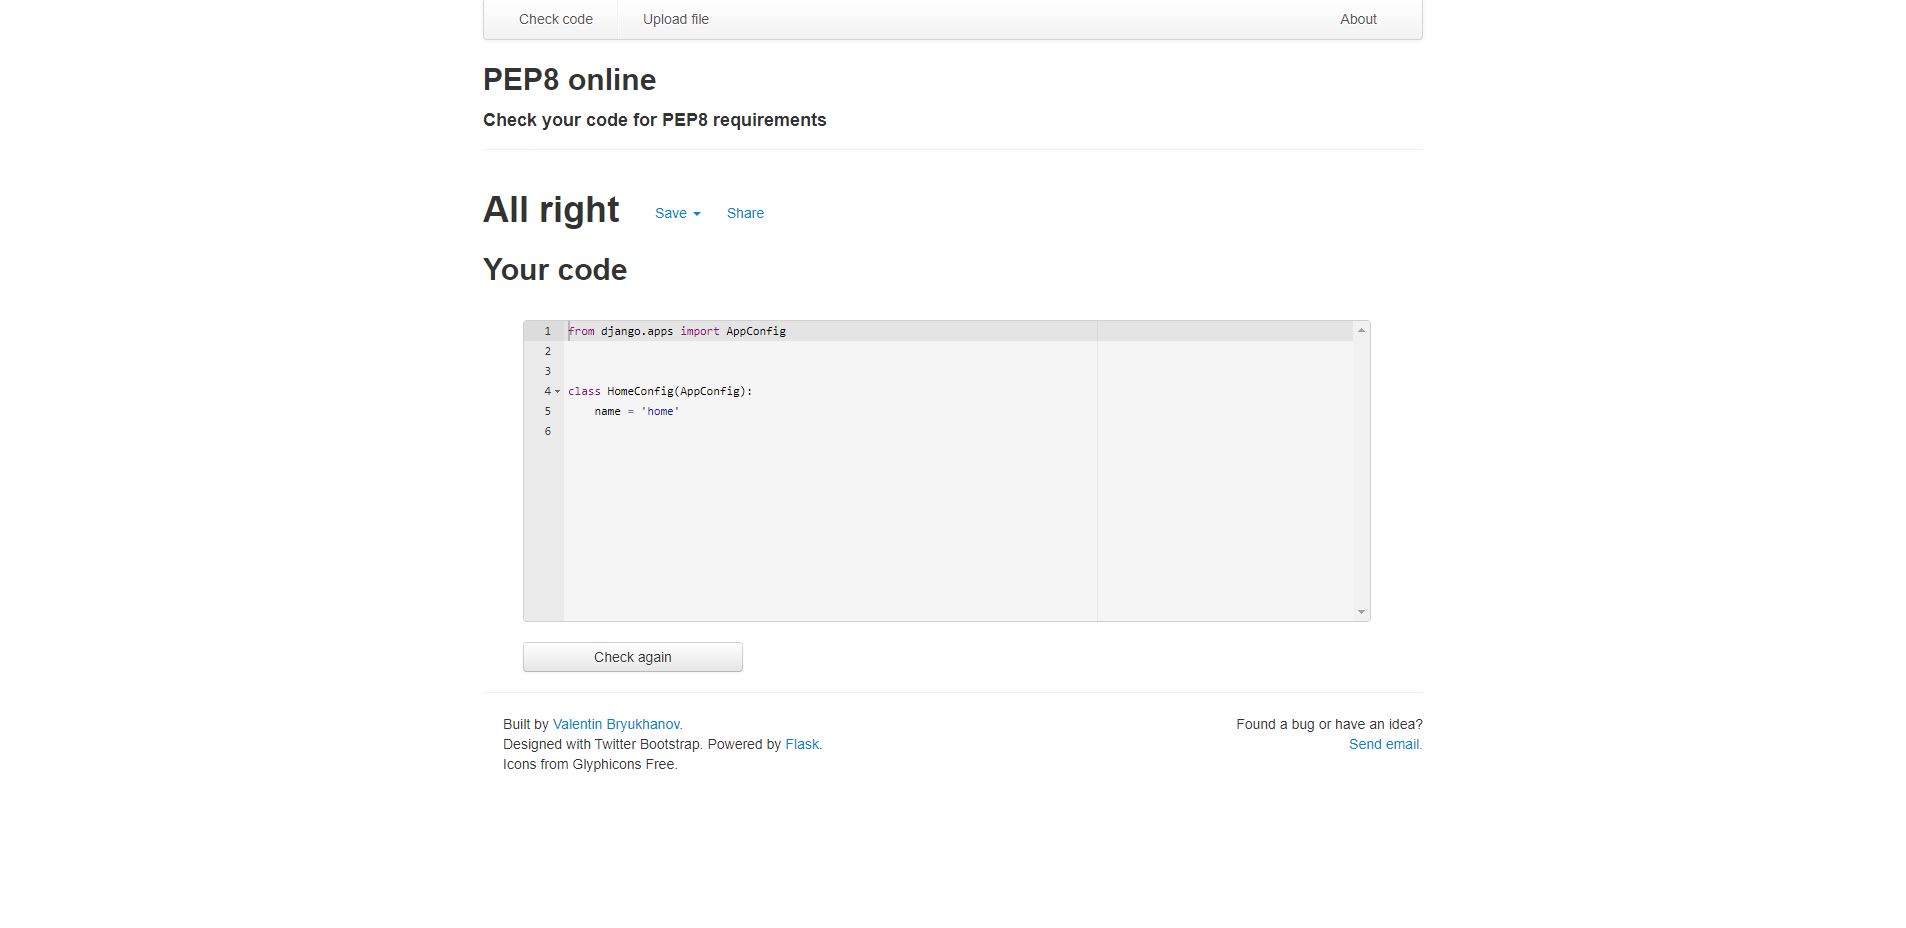 Check code Upload file About
PEP8 online
Check your code for PEP8 requirements
All right Save Share
Your code
1 from django.apps import AppConfig
2
3
4 class HomeConfig(AppConfig):
5     name = 'home'
6
Check again
Built by Valentin Bryukhanov. Found a bug or have an idea?
Designed with Twitter Bootstrap. Powered by Flask. Send email.
Icons from Glyphicons Free.